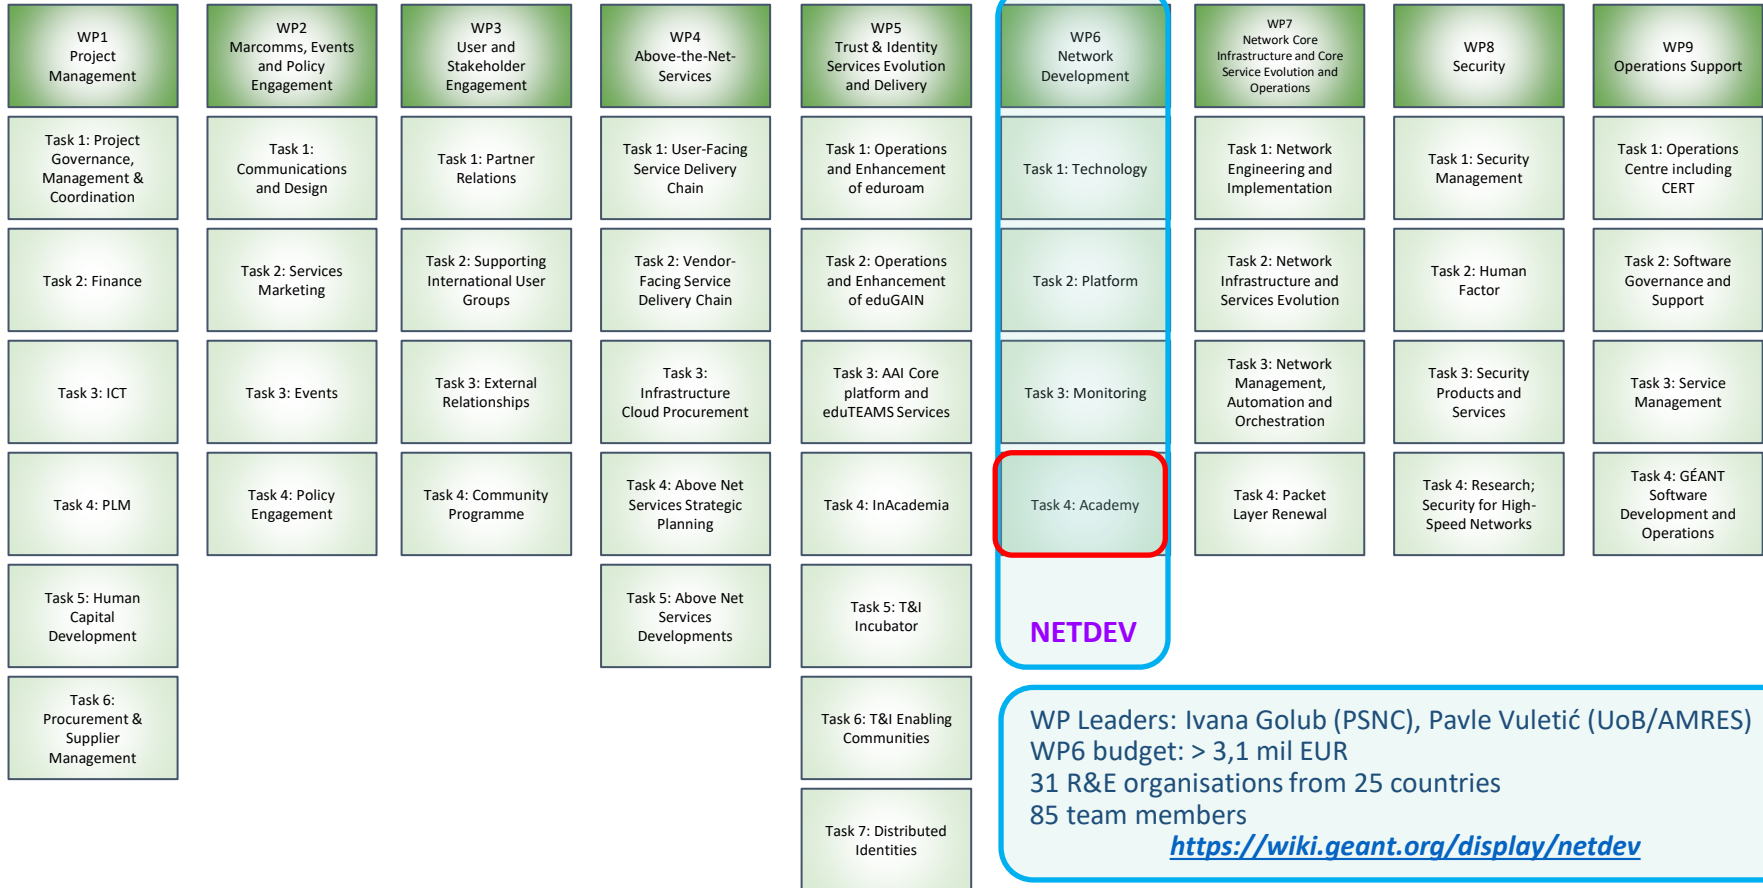 WP1
Project
Management
Task 1: Project
Governance,
Management &
Coordination
Task 2: Finance
Task 3: ICT
Task 4: PLM
Task 5: Human
Capital
Development
Task 6:
Procurement &
Supplier
Management
WP2
Marcomms, Events
and Policy
Engagement
Task 1:
Communications
and Design
Task 2: Services
Marketing
Task 3: Events
Task 4: Policy
Engagement
WP3
User and
Stakeholder
Engagement
Task 1: Partner
Relations
Task 2: Supporting
International User
Groups
Task 3: External
Relationships
Task 4: Community
Programme
WP4
Above-the-Net-
Services
Task 1: User-Facing
Service Delivery
Chain
Task 2: Vendor-
Facing Service
Delivery Chain
Task 3:
Infrastructure
Cloud Procurement
Task 4: Above Net
Services Strategic
Planning
Task 5: Above Net
Services
Developments
WP5
Trust & Identity
Services Evolution
and Delivery
Task 1: Operations
and Enhancement
of eduroam
Task 2: Operations
and Enhancement
of eduGAIN
Task 3: AAI Core
platform and
eduTEAMS Services
Task 4: InAcademia
Task 5: T&I
Incubator
Task 6: T&I Enabling
Communities
Task 7: Distributed
Identities
WP6
Network
Development
Task 1: Technology
Task 2: Platform
Task 3: Monitoring
Task 4: Academy
NETDEV
WP7
Network Core
Infrastructure and Core
Service Evolution and
Operations
Task 1: Network
Engineering and
Implementation
Task 2: Network
Infrastructure and
Services Evolution
Task 3: Network
Management,
Automation and
Orchestration
Task 4: Packet
Layer Renewal
WP8
Security
Task 1: Security
Management
Task 2: Human
Factor
Task 3: Security
Products and
Services
Task 4: Research;
Security for High-
Speed Networks
WP9
Operations Support
Task 1: Operations
Centre including
CERT
Task 2: Software
Governance and
Support
Task 3: Service
Management
Task 4: GÉANT
Software
Development and
Operations
WP Leaders: Ivana Golub (PSNC), Pavle Vuletić (UoB/AMRES)
WP6 budget: > 3,1 mil EUR
31 R&E organisations from 25 countries
85 team members
https://wiki.geant.org/display/netdev